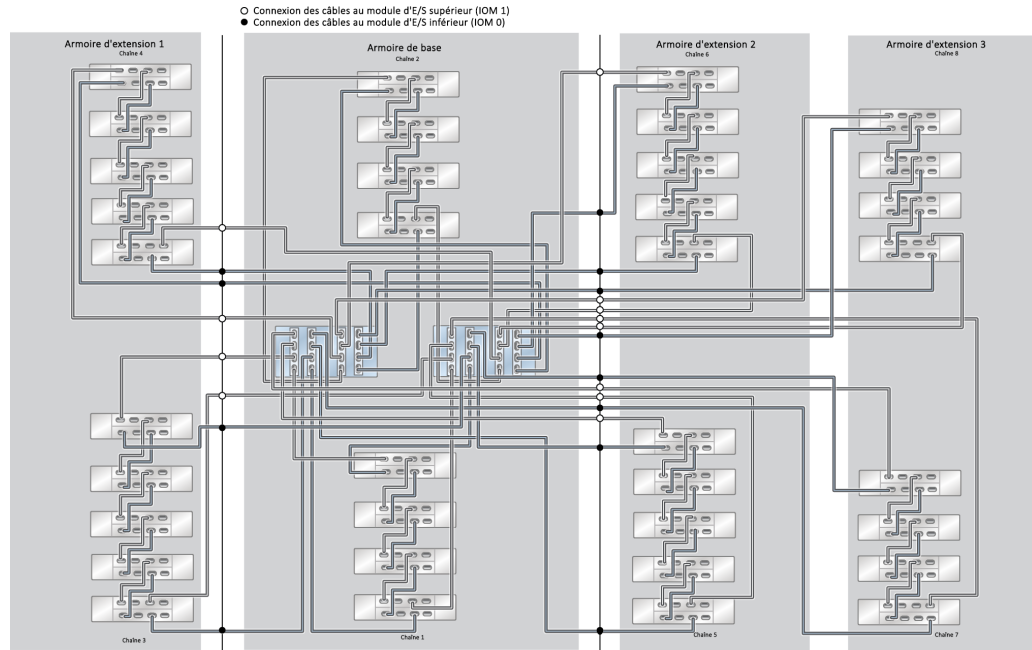 Connexion des câbles au module d'E/S supérieur (IOM 1)
Connexion des câbles au module d'E/S inférieur (IOM 0)
Armoire d'extension 1
Chaîne 4
Armoire de base
Chaîne 2
Armoire d'extension 2
Chaîne 6
Armoire d'extension 3
Chaîne 8
Chaîne 3
Chaîne 1
Chaîne 5
Chaîne 7